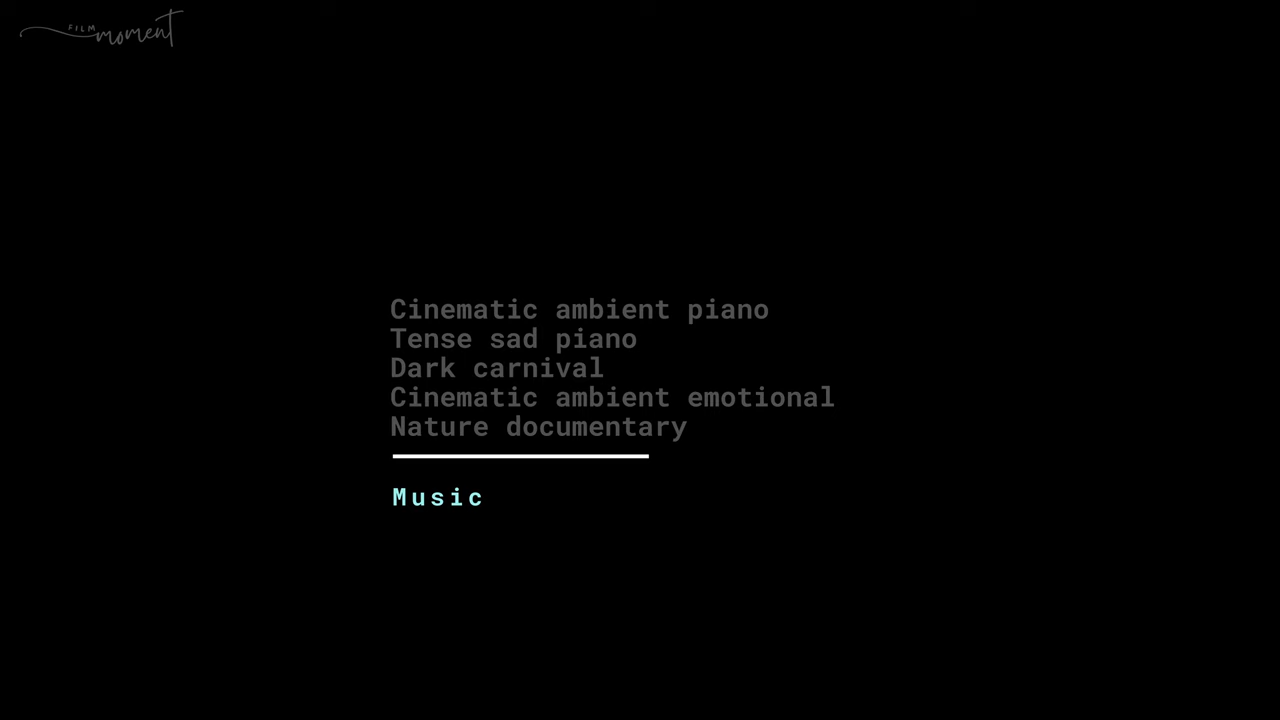 FILM
moment
Cinematic ambient piano
Tense sad piano
Dark carnival
Cinematic ambient emotional
Nature documentary
Music